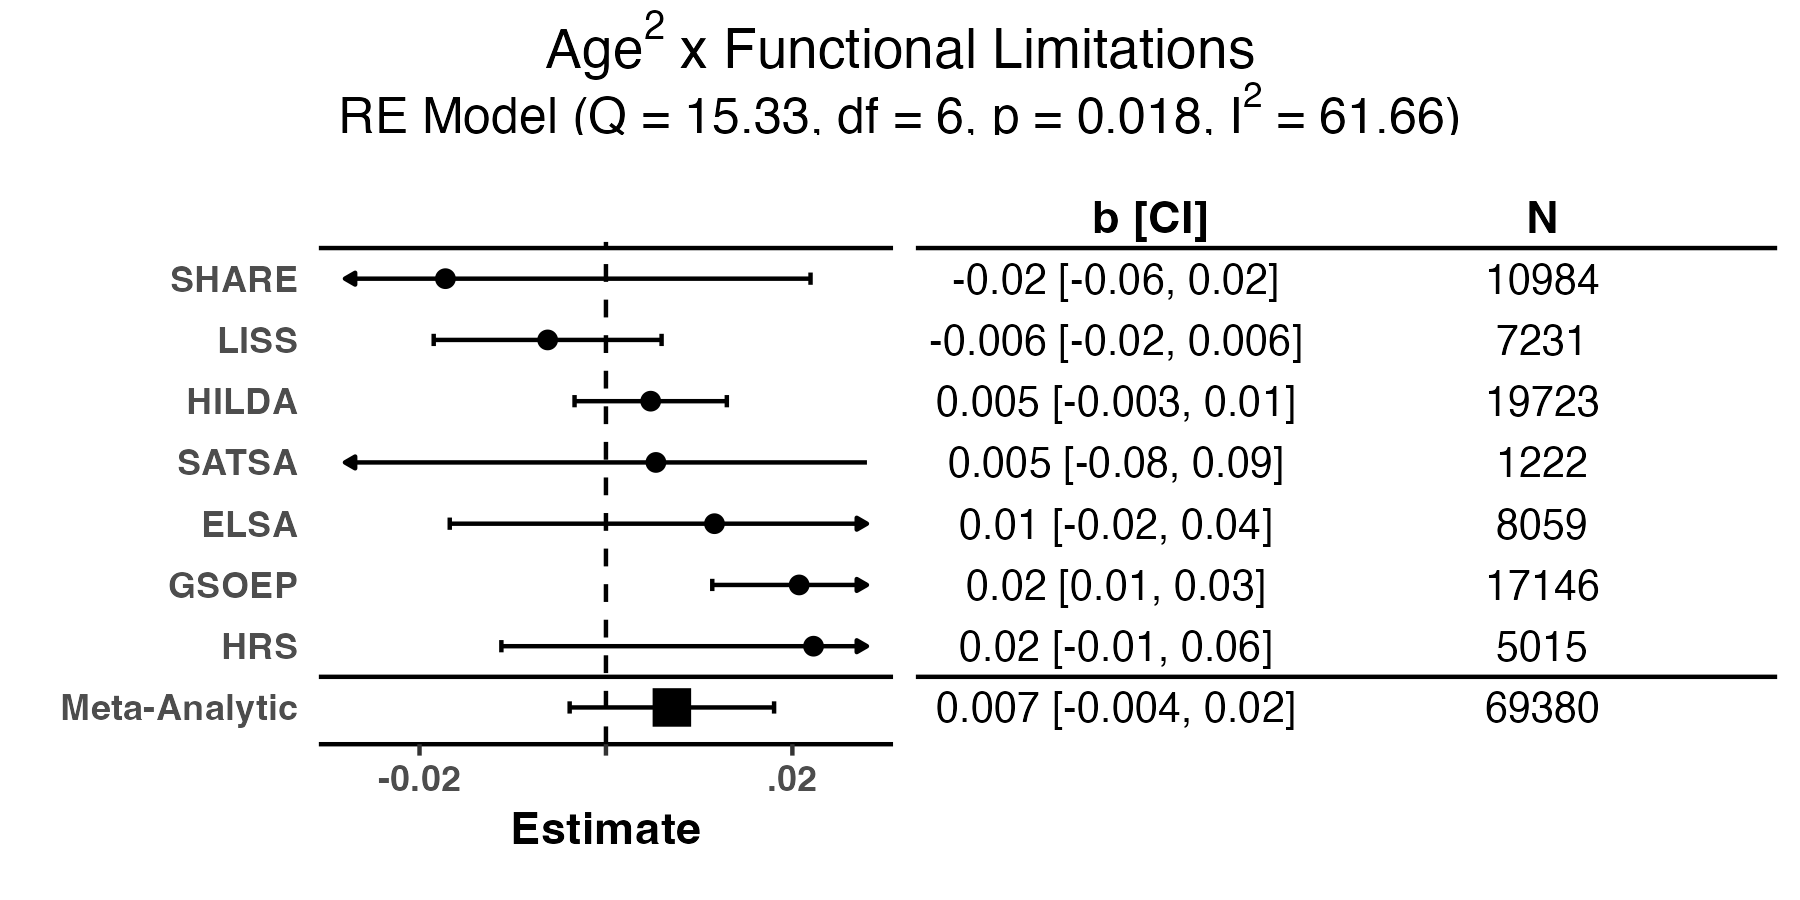 Age² x Functional Limitations
RE Model (Q = 15.33, df = 6, p = 0.018, I² = 61.66)
b [CI] N
SHARE -0.02 [-0.06, 0.02] 10984
LISS -0.006 [-0.02, 0.006] 7231
HILDA 0.005 [-0.003, 0.01] 19723
SATSA 0.005 [-0.08, 0.09] 1222
ELSA 0.01 [-0.02, 0.04] 8059
GSOEP 0.02 [0.01, 0.03] 17146
HRS 0.02 [-0.01, 0.06] 5015
Meta-Analytic 0.007 [-0.004, 0.02] 69380
-0.02 .02
Estimate